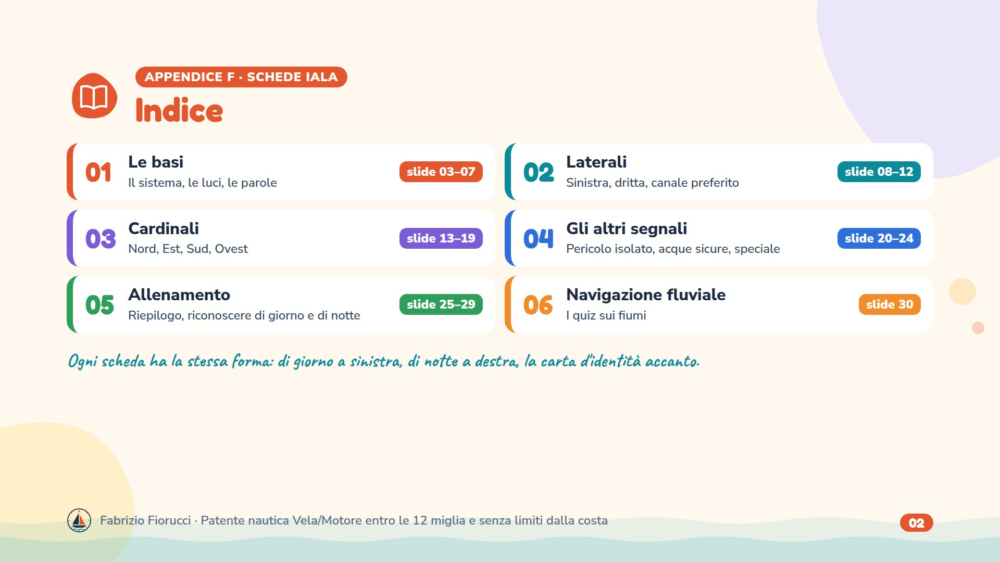 APPENDICE F · SCHEDE IALA
Indice
01
Le basi
Il sistema, le luci, le parole
slide 03–07
02
Laterali
Sinistra, dritta, canale preferito
slide 08–12
03
Cardinali
Nord, Est, Sud, Ovest
slide 13–19
04
Gli altri segnali
Pericolo isolato, acque sicure, speciale
slide 20–24
05
Allenamento
Riepilogo, riconoscere di giorno e di notte
slide 25–29
06
Navigazione fluviale
I quiz sui fiumi
slide 30
Ogni scheda ha la stessa forma: di giorno a sinistra, di notte a destra, la carta d'identità accanto.
Fabrizio Fiorucci · Patente nautica Vela/Motore entro le 12 miglia e senza limiti dalla costa
02